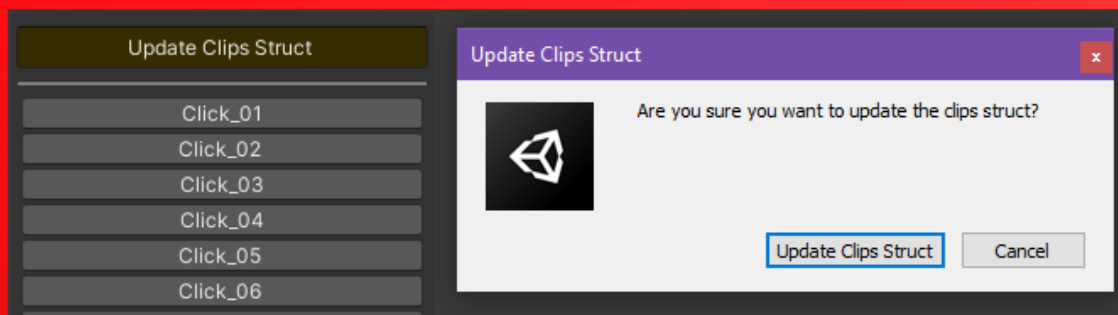 Update Clips Struct
Click_01
Click_02
Click_03
Click_04
Click_05
Click_06
Update Clips Struct
x
Are you sure you want to update the clips struct?
Update Clips Struct
Cancel